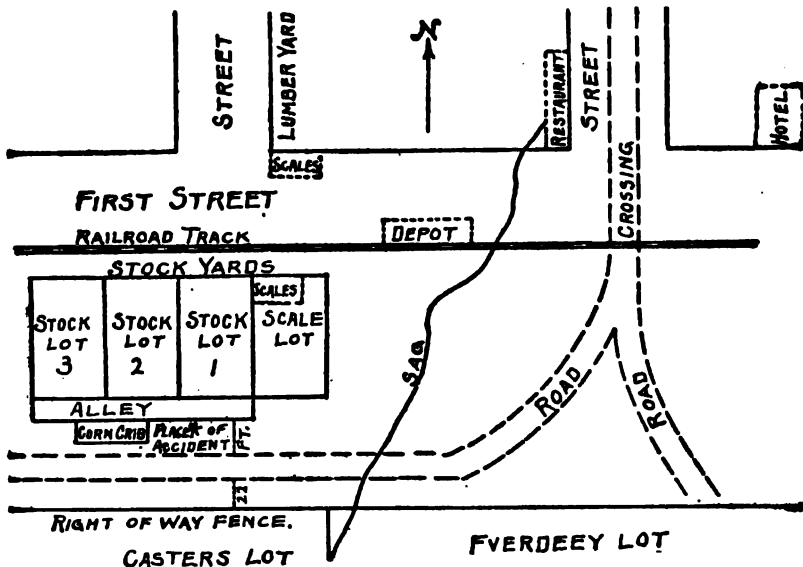 N
STREET
LUMBER YARD
RESTAURANT
STREET
CROSSING
HOTEL
SCALES
FIRST STREET
RAILROAD TRACK
DEPOT
STOCK YARDS
SCALES
STOCK LOT 3
STOCK LOT 2
STOCK LOT 1
SCALE LOT
SAG
ROAD
ROAD
ALLEY
CORN CRIB
PLACE OF
ACCIDENT
FT.
22
RIGHT OF WAY FENCE.
CASTERS LOT
FVERDEEY LOT